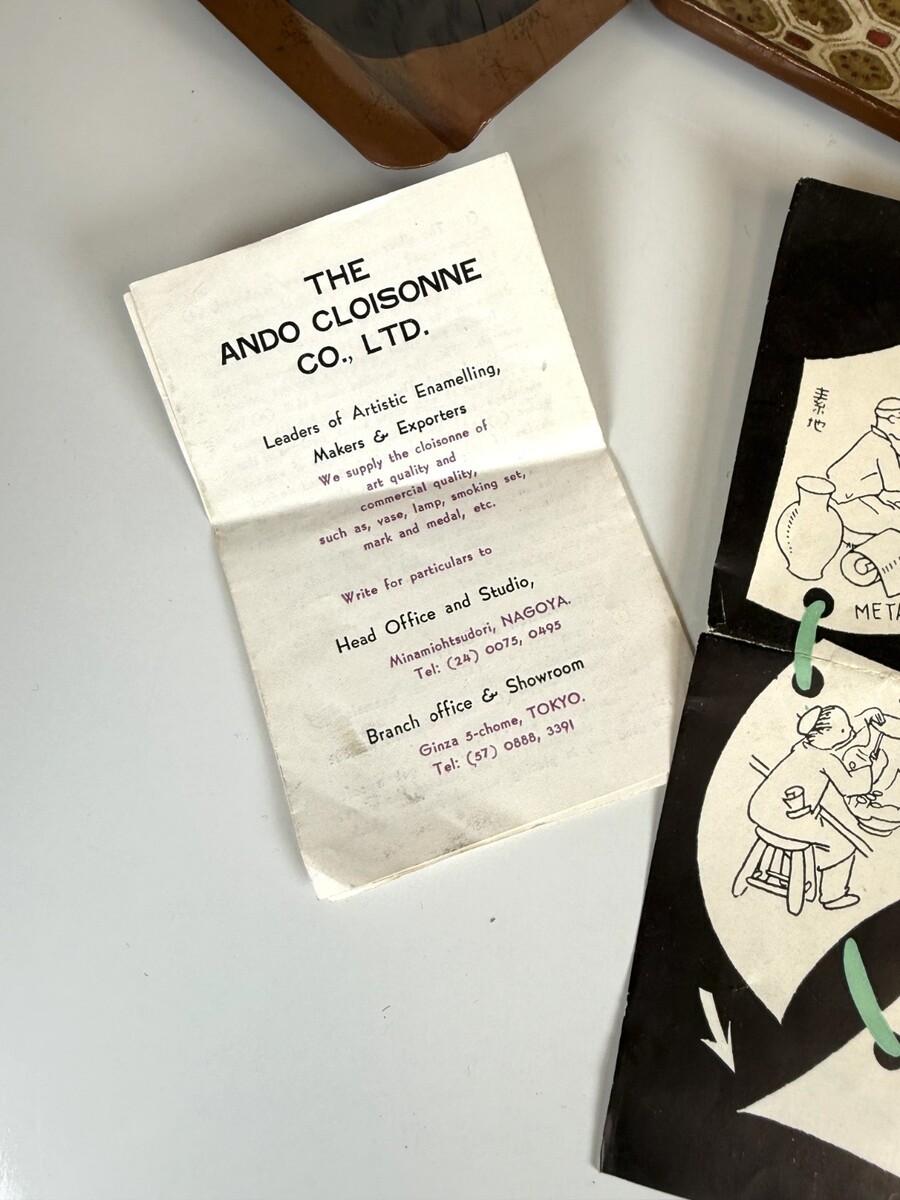 THE
ANDO CLOISONNE
CO., LTD.
Leaders of Artistic Enamelling,
Makers & Exporters
We supply the cloisonne of
art quality and
commercial quality,
such as, vase, lamp, smoking set,
mark and medal, etc.
Write for particulars to
Head Office and Studio,
Minamiohtsudori, NAGOYA.
Tel: (24) 0075, 0495
Branch office & Showroom
Ginza 5-chome, TOKYO.
Tel: (57) 0888, 3391
素地
META